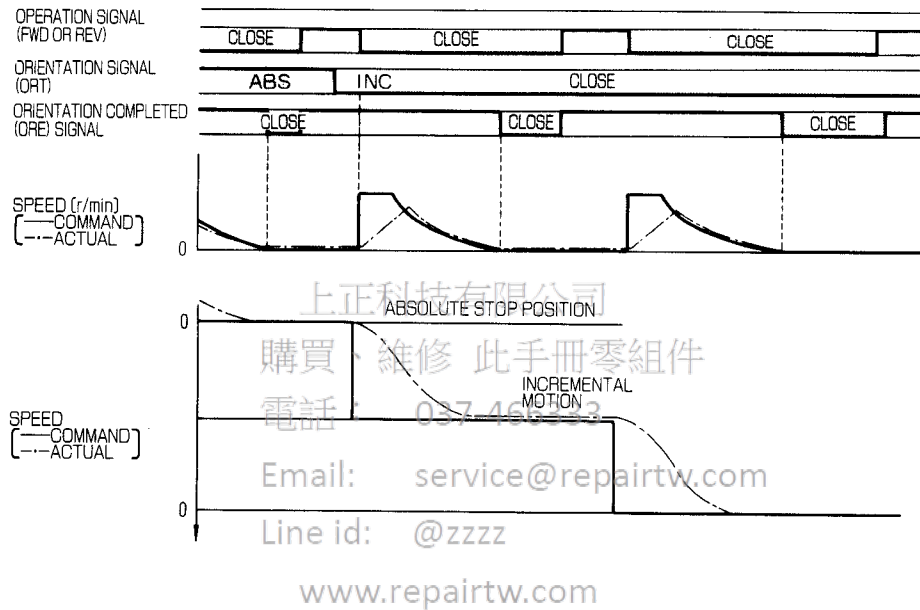 OPERATION SIGNAL
(FWD OR REV)
CLOSE CLOSE CLOSE
ORIENTATION SIGNAL
(ORT)
ABS INC CLOSE
ORIENTATION COMPLETED
(ORE) SIGNAL
CLOSE CLOSE CLOSE
SPEED (r/min)
COMMAND
ACTUAL
0
上正科技有限公司
0
ABSOLUTE STOP POSITION
購買、維修 此手冊零組件
INCREMENTAL
MOTION
電話： 037-466333
SPEED
COMMAND
ACTUAL
Email: service@repairtw.com
0
Line id: @zzzz
www.repairtw.com